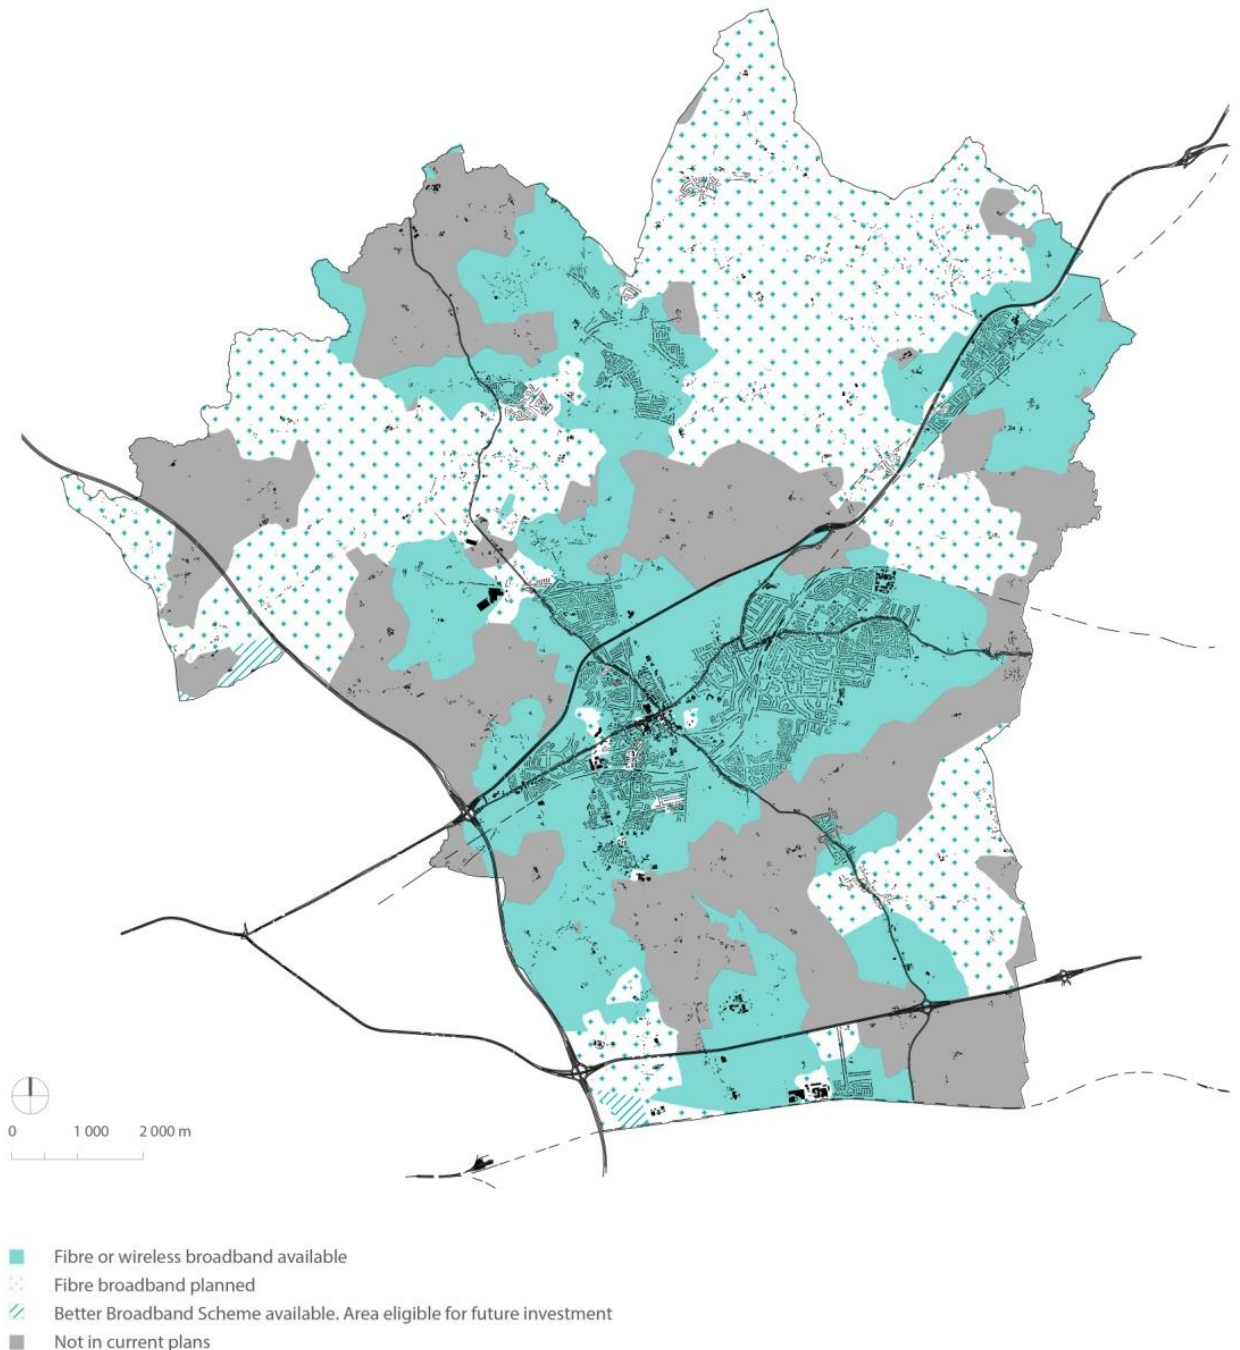 0 1 000 2 000 m
Fibre or wireless broadband available
Fibre broadband planned
Better Broadband Scheme available. Area eligible for future investment
Not in current plans